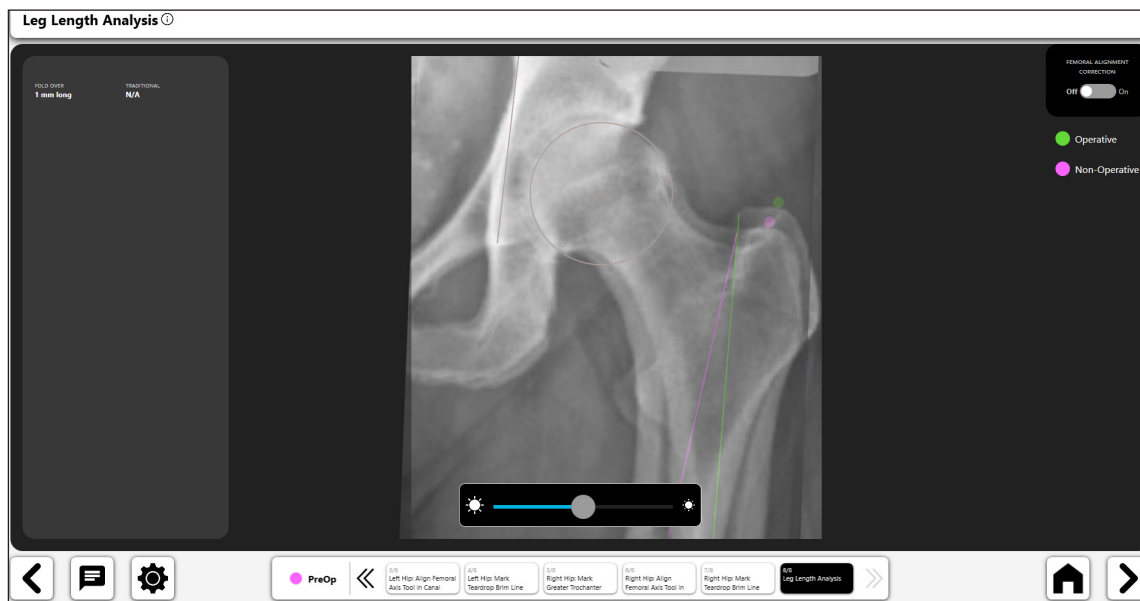 Leg Length Analysis
FOLD OVER
1 mm long
TRADITIONAL
N/A
FEMORAL ALIGNMENT
CORRECTION
Off On
Operative
Non-Operative
PreOp
3/8
Left Hip: Align Femoral
Axis Tool in Canal
4/8
Left Hip: Mark
Teardrop Brim Line
5/8
Right Hip: Mark
Greater Trochanter
6/8
Right Hip: Align
Femoral Axis Tool in
7/8
Right Hip: Mark
Teardrop Brim Line
8/8
Leg Length Analysis